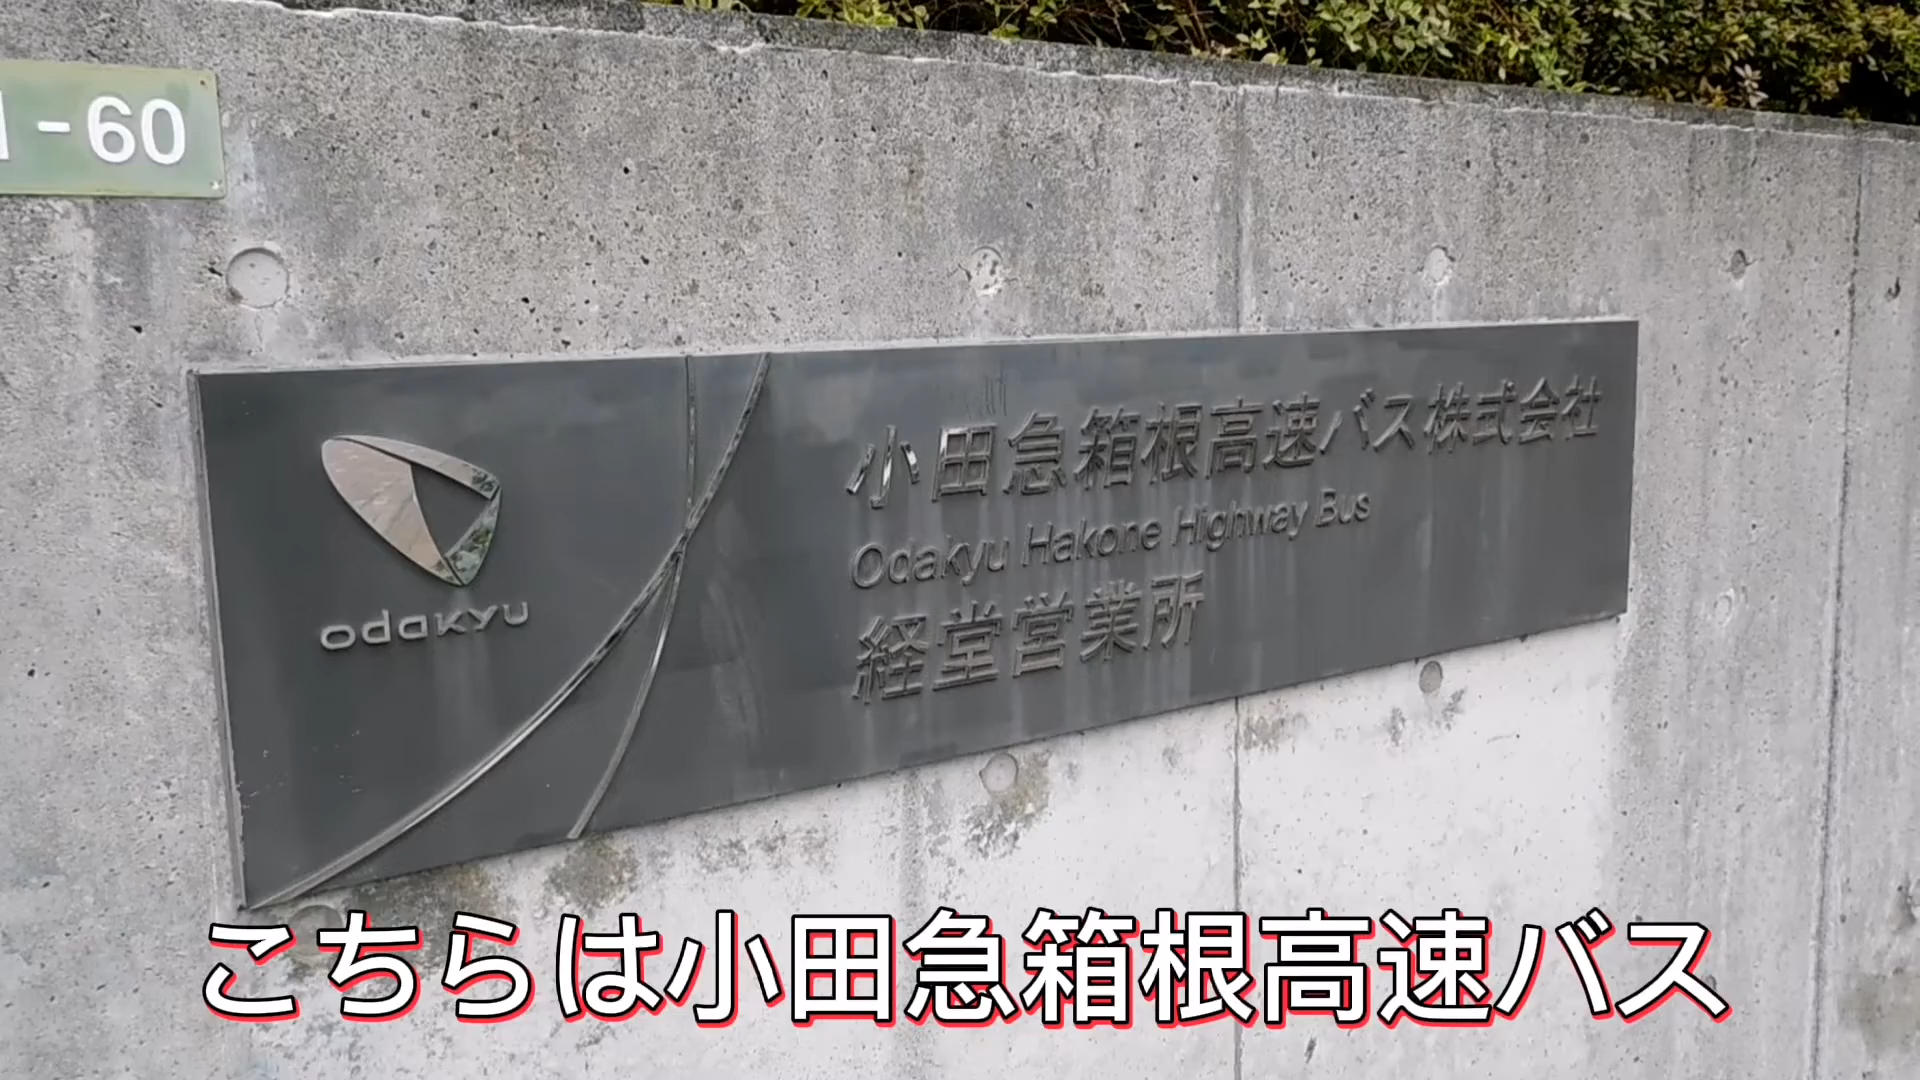 -60
odakyu
小田急箱根高速バス株式会社
Odakyu Hakone Highway Bus
経堂営業所
こちらは小田急箱根高速バス